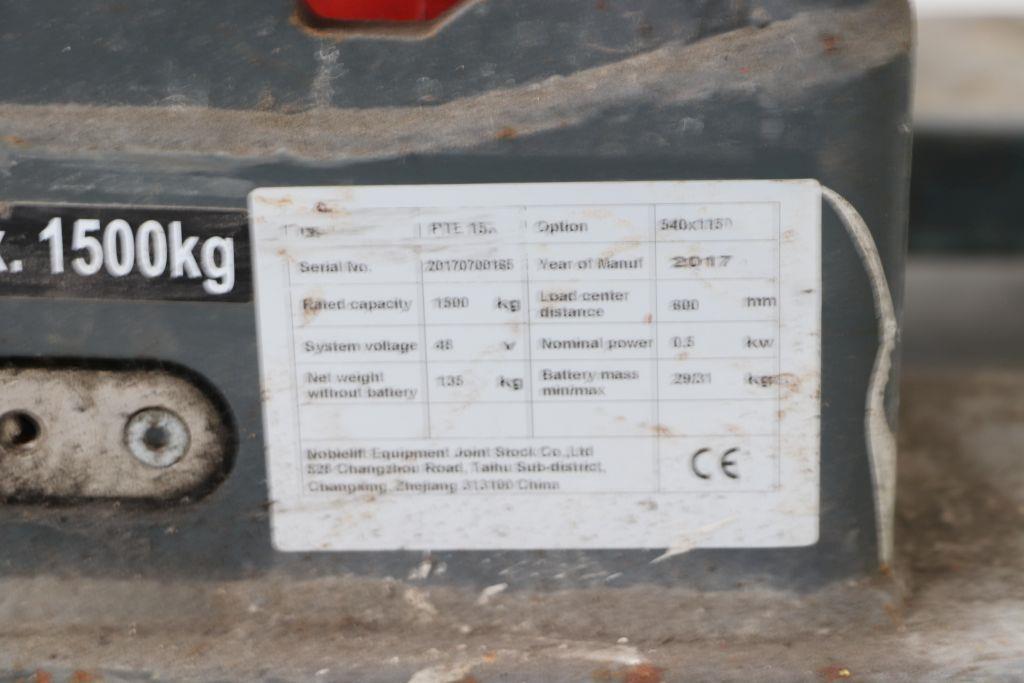 . 1500kg
PTE 15 Option 540x1150
Serial No. 20170700185 Year of Manuf 2017
Rated capacity 1500 kg Load center distance 600 mm
System voltage 48 v Nominal power 0.5 kw
Net weight without battery 135 kg Battery mass min/max 29/31 kg
Noblelift Equipment Joint Stock Co.,Ltd
528 Changzhou Road, Taihu Sub-district,
Changxing, Zhejiang 313100 China
CE